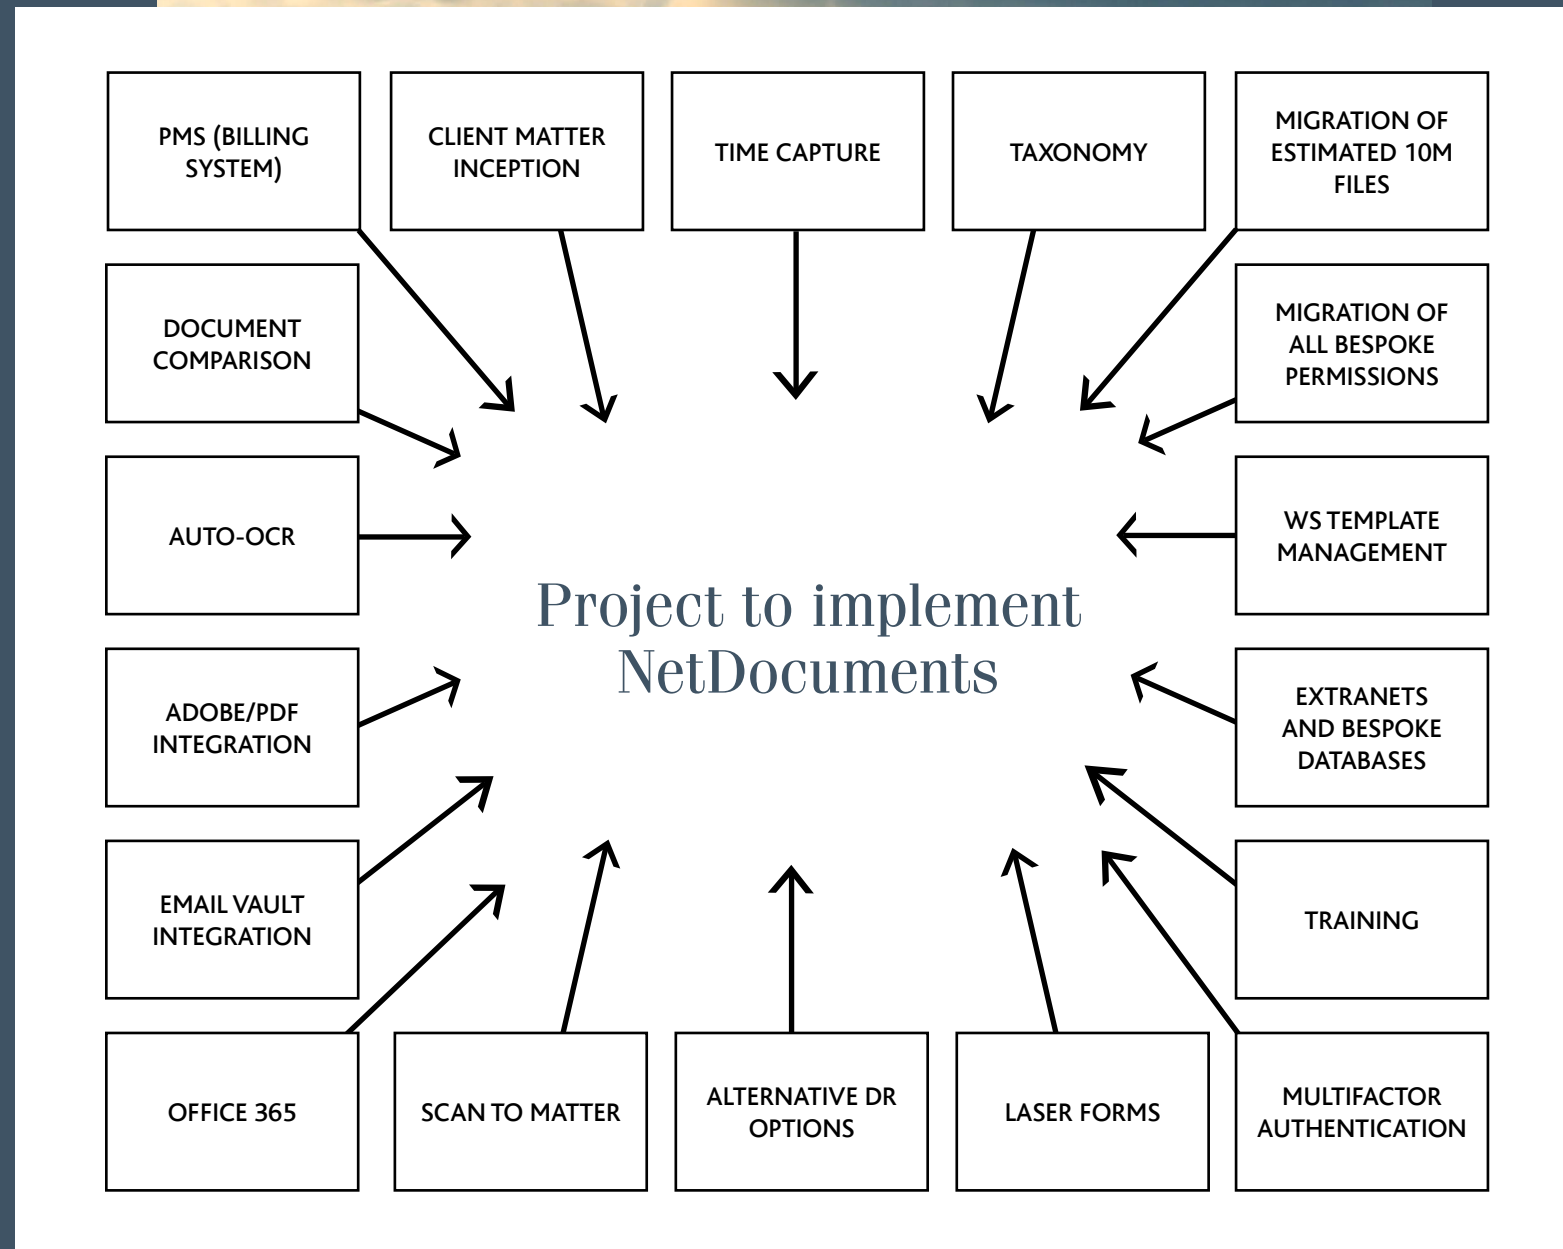 PMS (BILLING
SYSTEM)
CLIENT MATTER
INCEPTION
TIME CAPTURE
TAXONOMY
MIGRATION OF
ESTIMATED 10M
FILES
DOCUMENT
COMPARISON
MIGRATION OF
ALL BESPOKE
PERMISSIONS
AUTO-OCR
WS TEMPLATE
MANAGEMENT
Project to implement
NetDocuments
ADOBE/PDF
INTEGRATION
EXTRANETS
AND BESPOKE
DATABASES
EMAIL VAULT
INTEGRATION
TRAINING
OFFICE 365
SCAN TO MATTER
ALTERNATIVE DR
OPTIONS
LASER FORMS
MULTIFACTOR
AUTHENTICATION